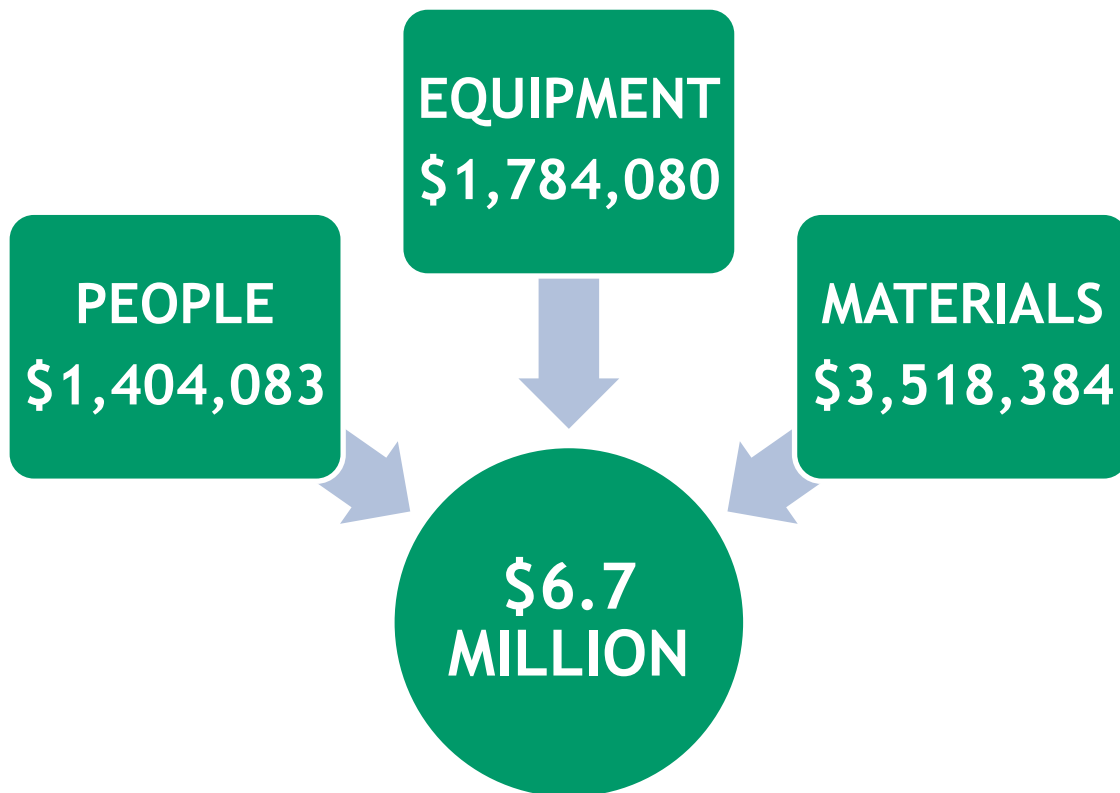 EQUIPMENT
$1,784,080
PEOPLE
$1,404,083
MATERIALS
$3,518,384
$6.7
MILLION